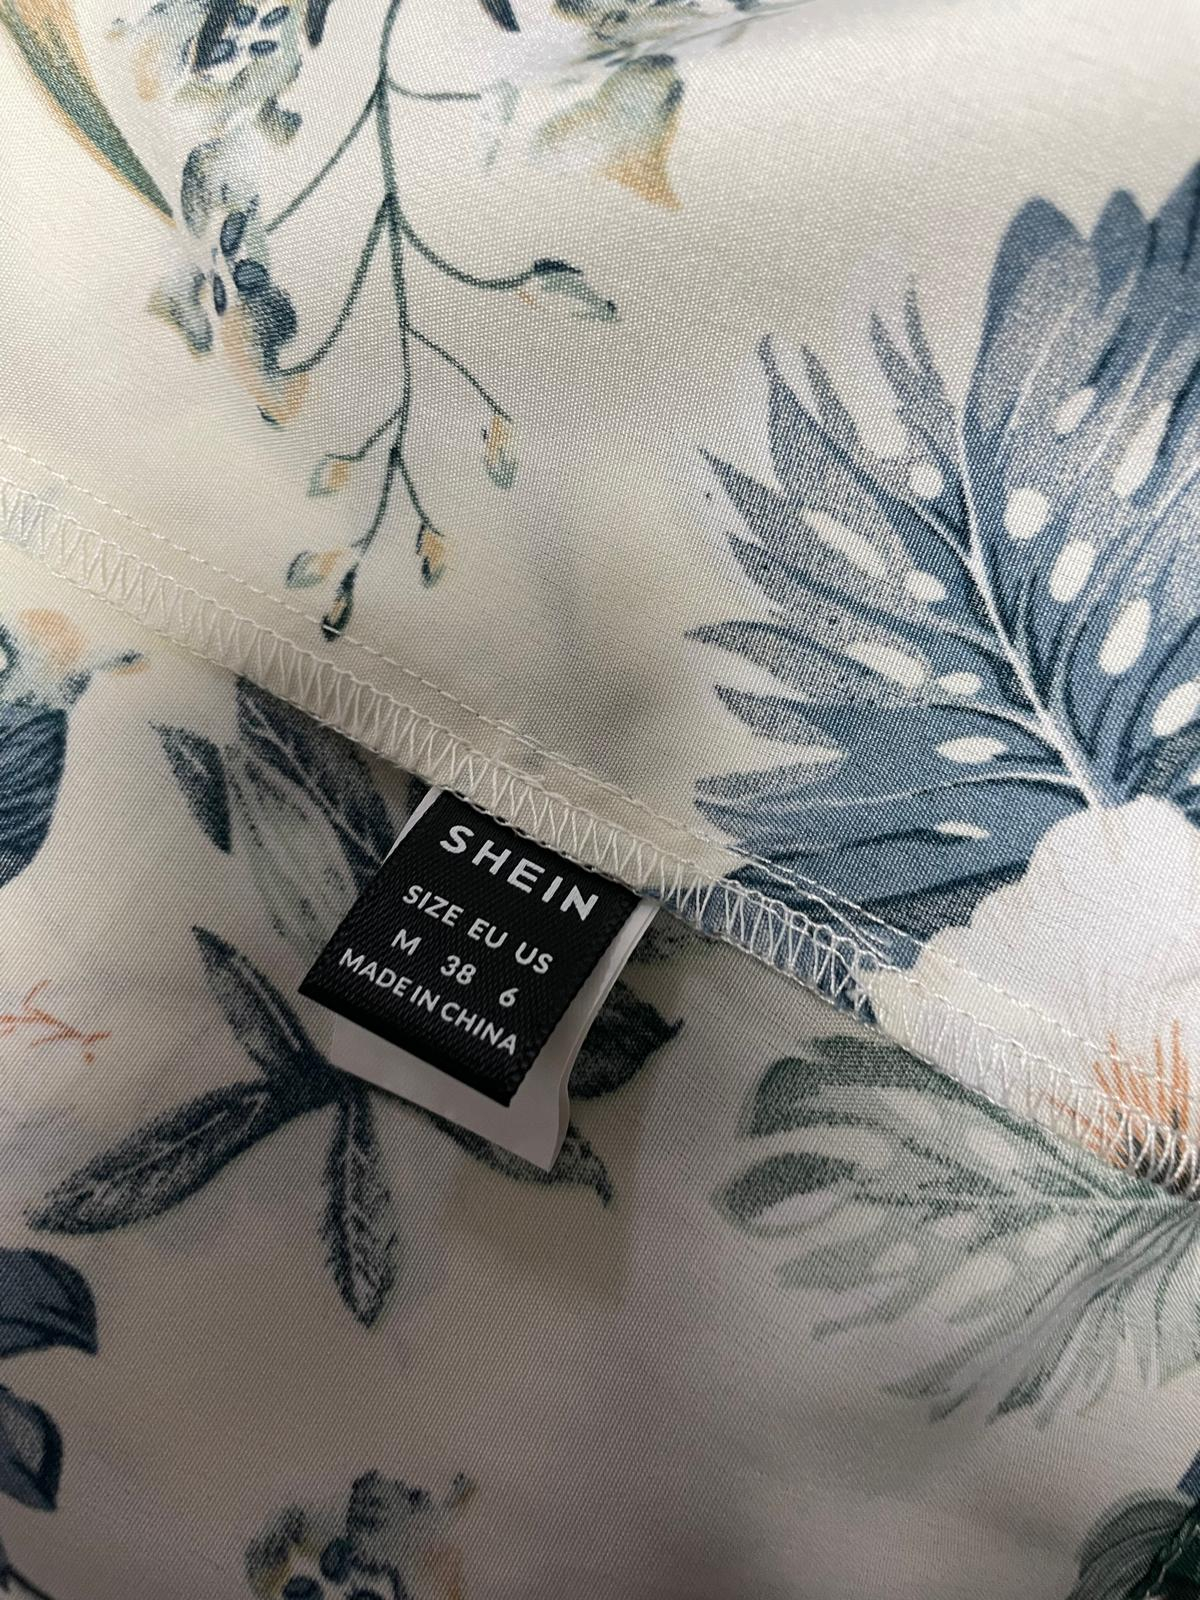 SHEIN
SIZE EU US
M 38 6
MADE IN CHINA